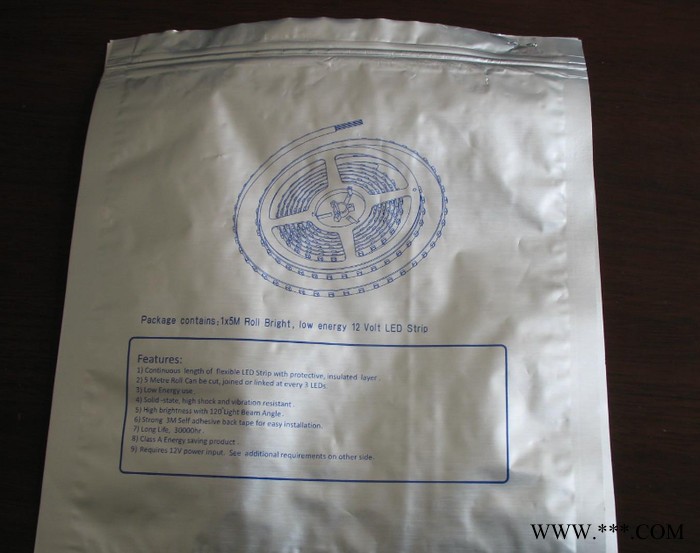 Package contains:1x5M Roll Bright, low energy 12 Volt LED Strip
Features:
1) Continuous length of flexible LED Strip with protective, insulated layer.
2) 5 Metre Roll Can be cut, joined or linked at every 3 LEDs
3) Low Energy use
4) Solid-state, high shock and vibration resistant.
5) High brightness with 120°Light Beam Angle.
6) Strong 3M Self adhesive back tape for easy installation.
7) Long Life, 30000hr.
8) Class A Energy saving product.
9) Requires 12V power input. See additional requirements on other side.
WWW.***.COM